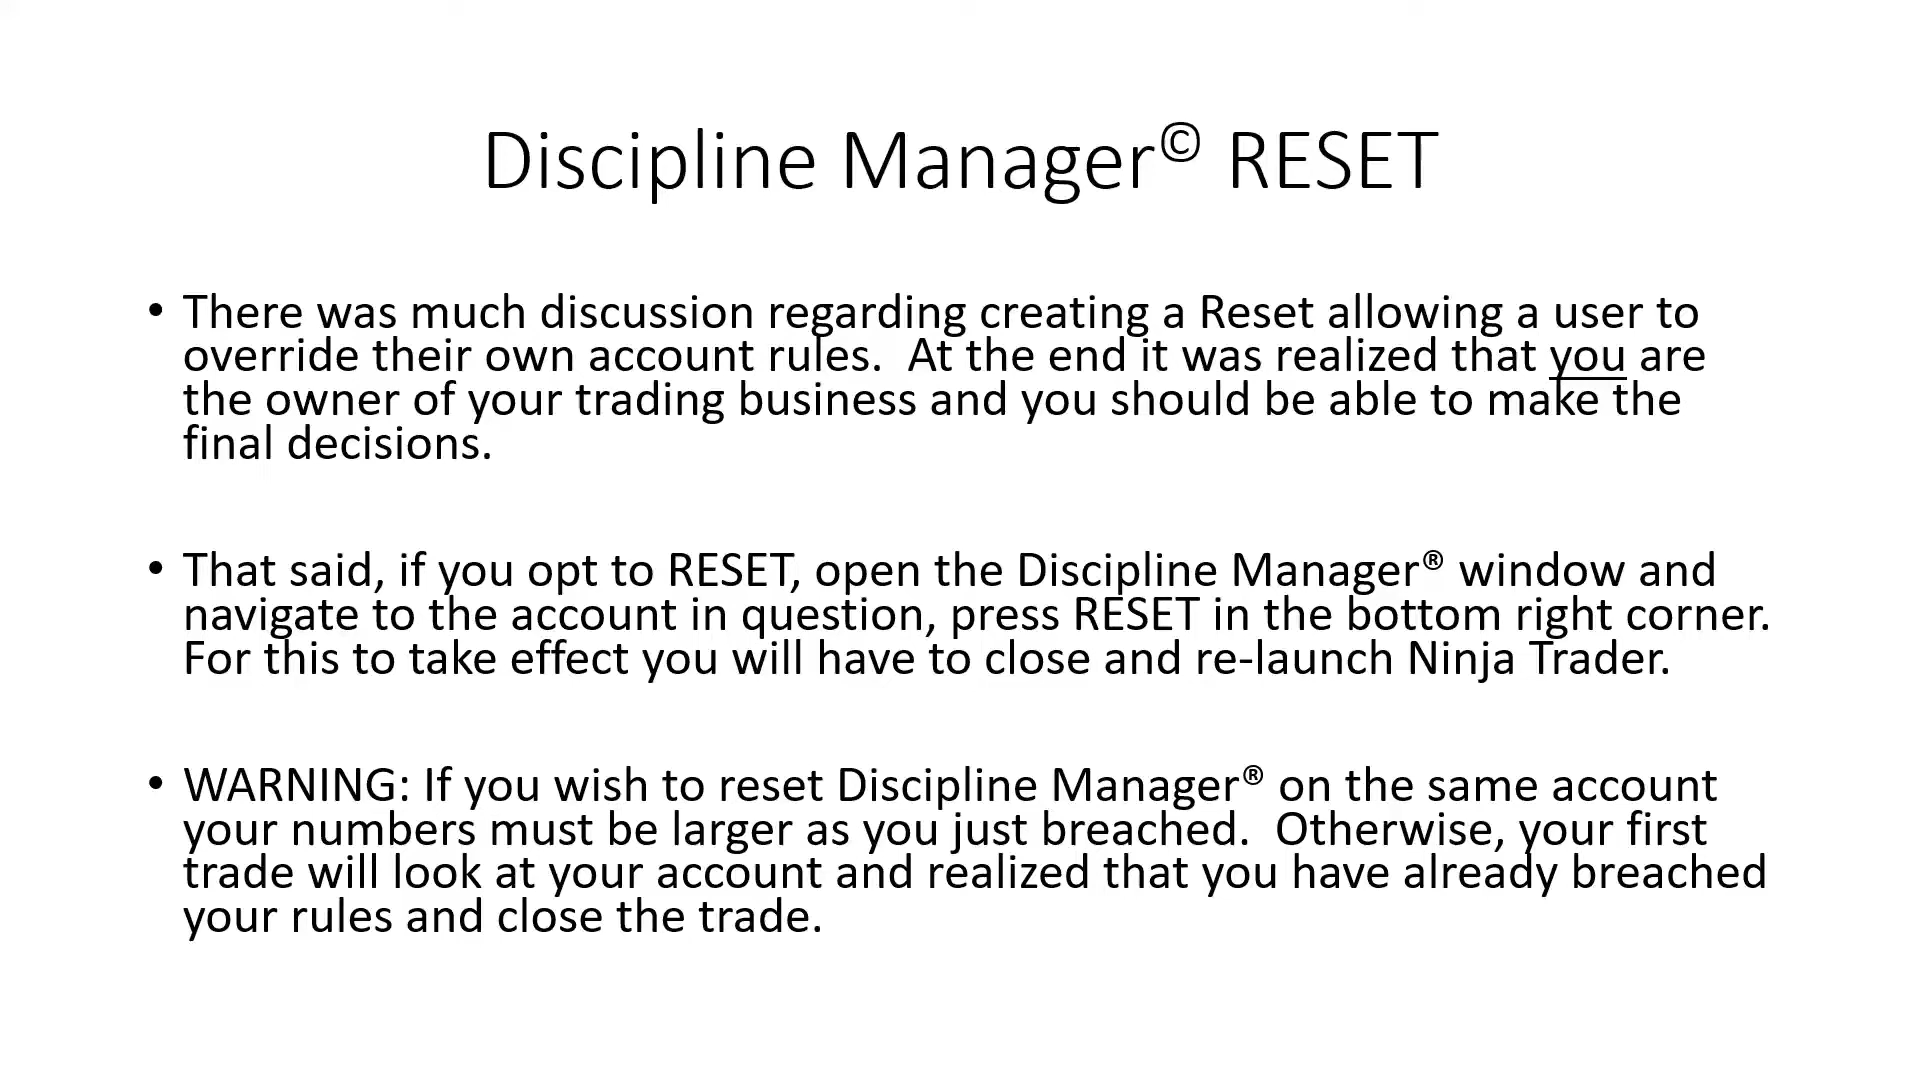 Discipline Manager© RESET
• There was much discussion regarding creating a Reset allowing a user to
override their own account rules.  At the end it was realized that you are
the owner of your trading business and you should be able to make the
final decisions.
• That said, if you opt to RESET, open the Discipline Manager® window and
navigate to the account in question, press RESET in the bottom right corner.
For this to take effect you will have to close and re-launch Ninja Trader.
• WARNING: If you wish to reset Discipline Manager® on the same account
your numbers must be larger as you just breached.  Otherwise, your first
trade will look at your account and realized that you have already breached
your rules and close the trade.